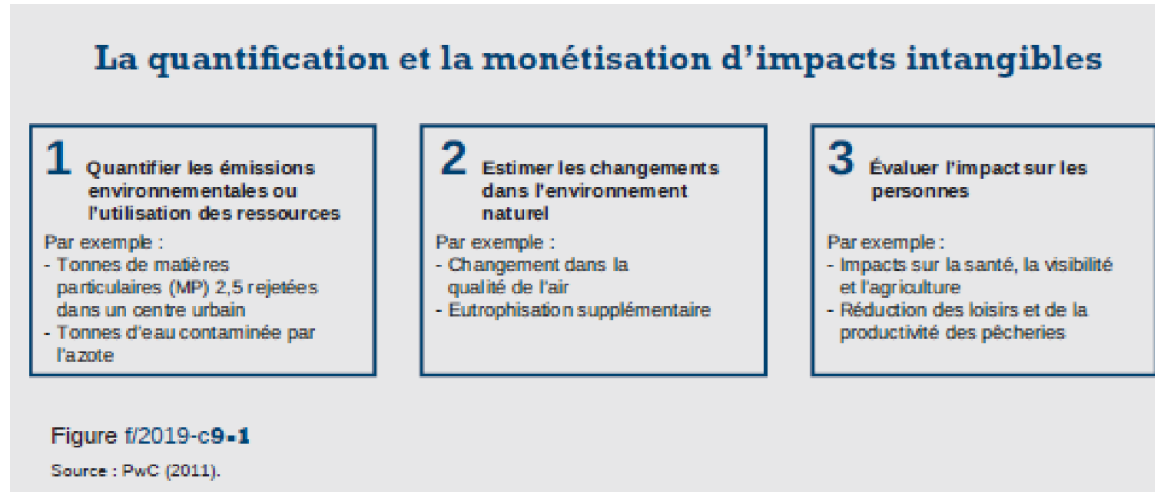 La quantification et la monétisation d'impacts intangibles
1 Quantifier les émissions
environnementales ou
l'utilisation des ressources
Par exemple :
- Tonnes de matières
particulaires (MP) 2,5 rejetées
dans un centre urbain
- Tonnes d'eau contaminée par
l'azote
2 Estimer les changements
dans l'environnement
naturel
Par exemple :
- Changement dans la
qualité de l'air
- Eutrophisation supplémentaire
3 Évaluer l'impact sur les
personnes
Par exemple :
- Impacts sur la santé, la visibilité
et l'agriculture
- Réduction des loisirs et de la
productivité des pêcheries
Figure f/2019-c9-1
Source : PwC (2011).